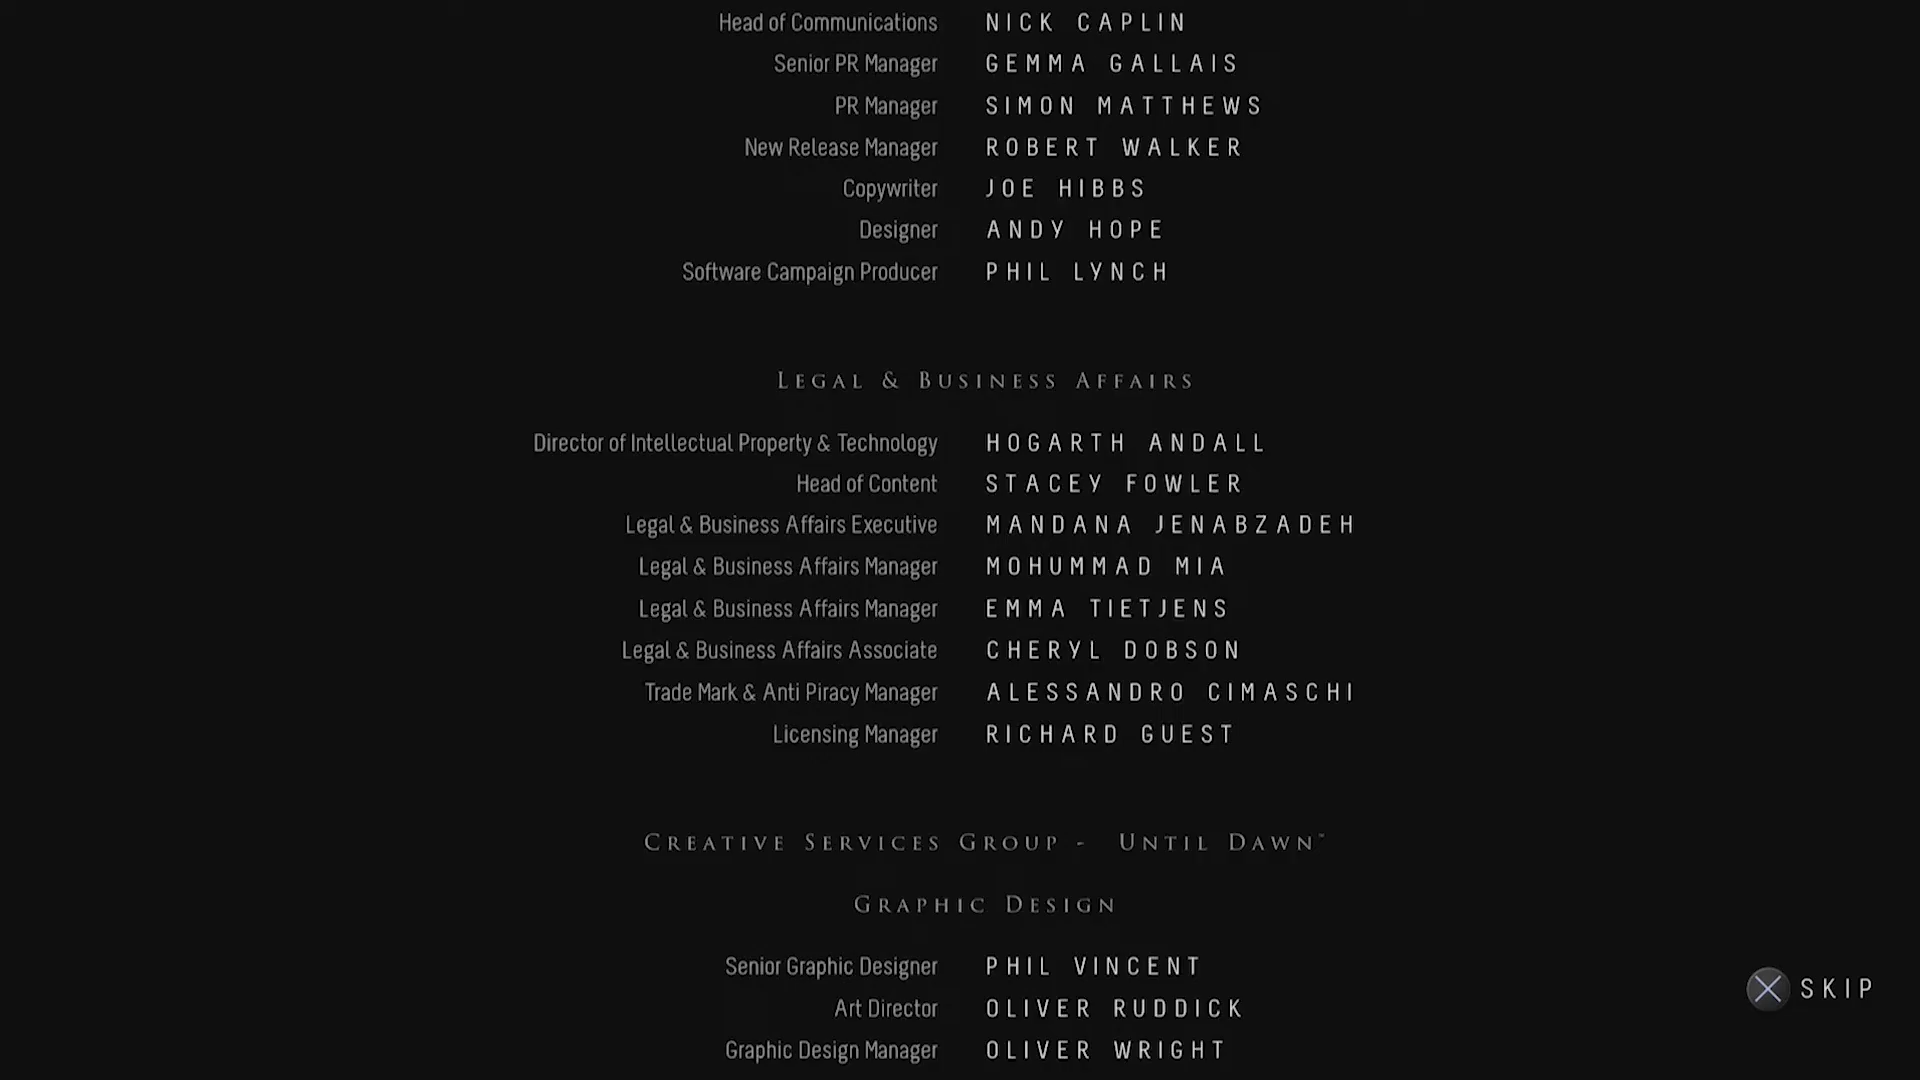 Head of Communications NICK CAPLIN
Senior PR Manager GEMMA GALLAIS
PR Manager SIMON MATTHEWS
New Release Manager ROBERT WALKER
Copywriter JOE HIBBS
Designer ANDY HOPE
Software Campaign Producer PHIL LYNCH
LEGAL & BUSINESS AFFAIRS
Director of Intellectual Property & Technology HOGARTH ANDALL
Head of Content STACEY FOWLER
Legal & Business Affairs Executive MANDANA JENABZADEH
Legal & Business Affairs Manager MOHUMMAD MIA
Legal & Business Affairs Manager EMMA TIETJENS
Legal & Business Affairs Associate CHERYL DOBSON
Trade Mark & Anti Piracy Manager ALESSANDRO CIMASCHI
Licensing Manager RICHARD GUEST
CREATIVE SERVICES GROUP - UNTIL DAWN™
GRAPHIC DESIGN
Senior Graphic Designer PHIL VINCENT
Art Director OLIVER RUDDICK
Graphic Design Manager OLIVER WRIGHT
SKIP